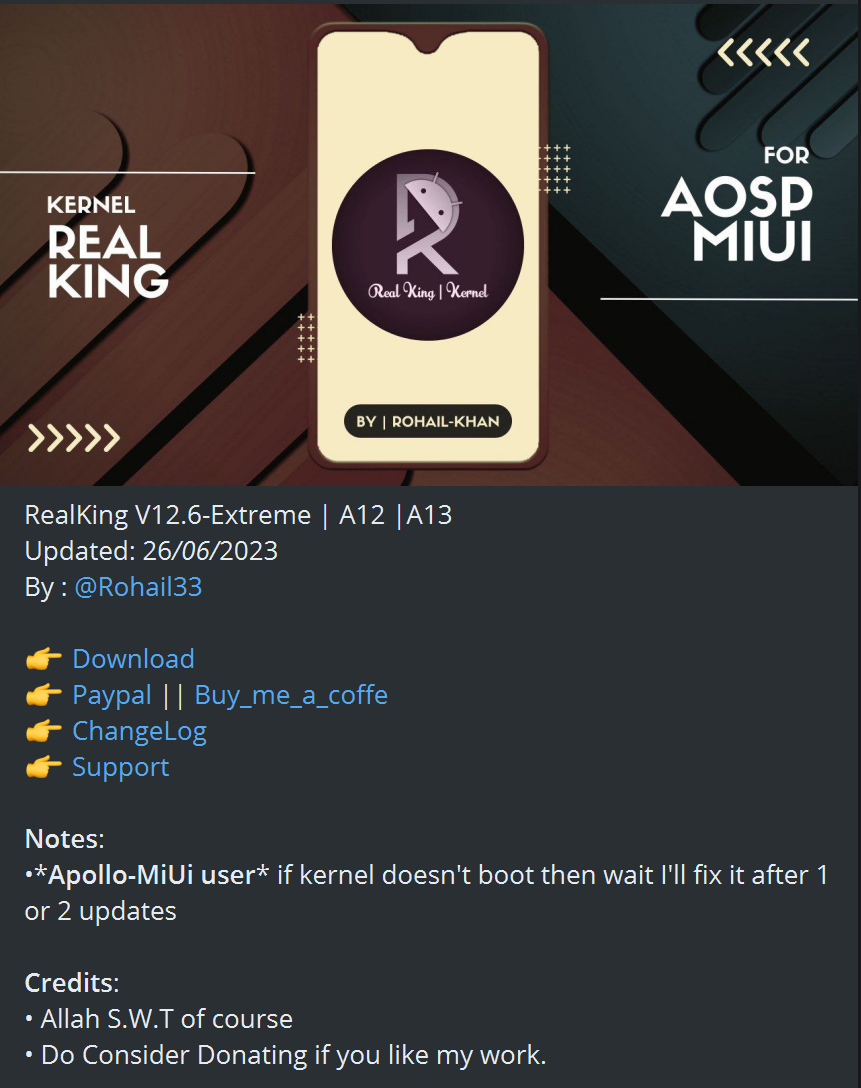 KERNEL
REAL
KING
Real King | Kernel
BY | ROHAIL-KHAN
FOR
AOSP
MIUI
RealKing V12.6-Extreme | A12 |A13
Updated: 26/06/2023
By : @Rohail33
👉 Download
👉 Paypal || Buy_me_a_coffe
👉 ChangeLog
👉 Support
Notes:
•*Apollo-MiUi user* if kernel doesn't boot then wait I'll fix it after 1
or 2 updates
Credits:
• Allah S.W.T of course
• Do Consider Donating if you like my work.